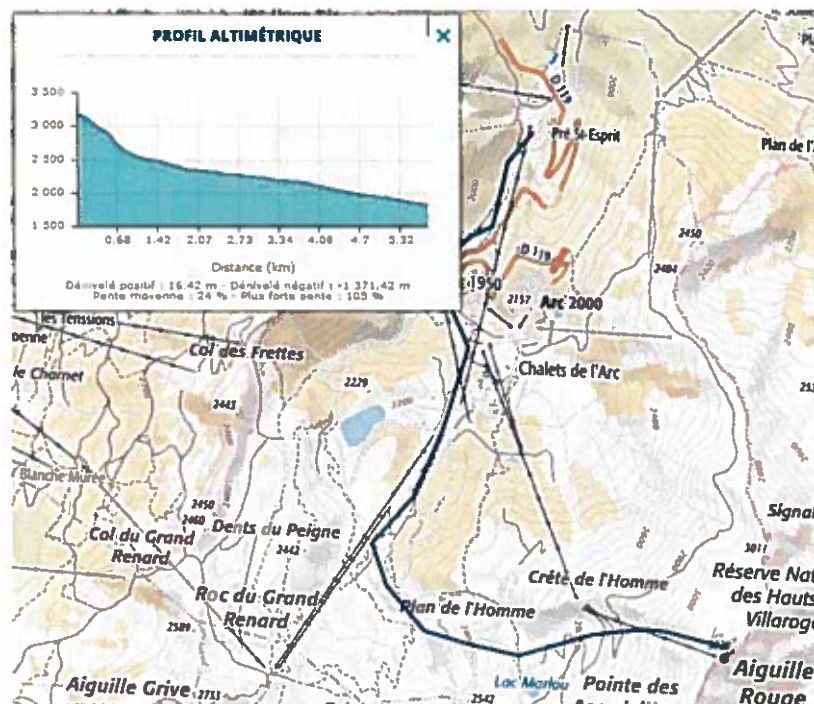 PROFIL ALTIMÉTRIQUE
3 500
3 000
2 500
2 000
1 500
0,68 1,42 2,07 2,73 3,34 4,06 4,7 5,32
Distance (km)
Dénivelé positif : 16,42 m - Dénivelé négatif : -1 371,42 m
Pente moyenne : 24 % - Plus forte pente : 103 %
D 119
2000
Pré St-Esprit
Plan de l'
2450
2484
D 119
1950
2157
Arc 2000
les Tenssions
Col des Frettes
Chalets de l'Arc
le Charnet
2229
2443
Blanche Murée
2450
2460
Dents du Peigne
2442
Col du Grand
Renard
Signal
3011
Roc du Grand
Renard
Crête de l'Homme
Plan de l'Homme
Réserve Nat
des Hauts
Villarog
2589
Aiguille Grive
2733
Lac Marlou
2542
Pointe des
Aiguille
Rouge